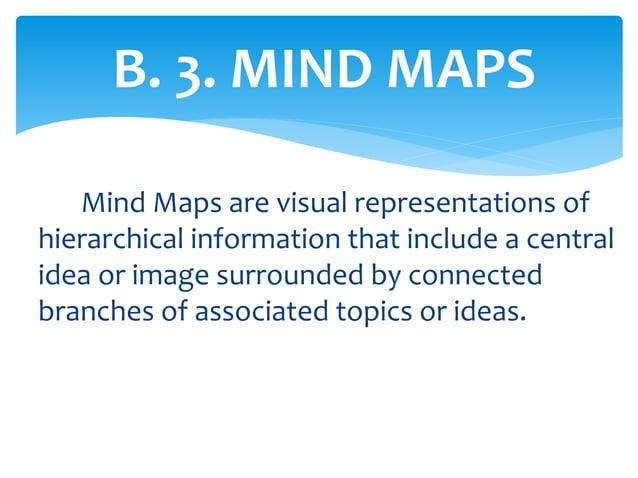 B. 3. MIND MAPS
Mind Maps are visual representations of
hierarchical information that include a central
idea or image surrounded by connected
branches of associated topics or ideas.